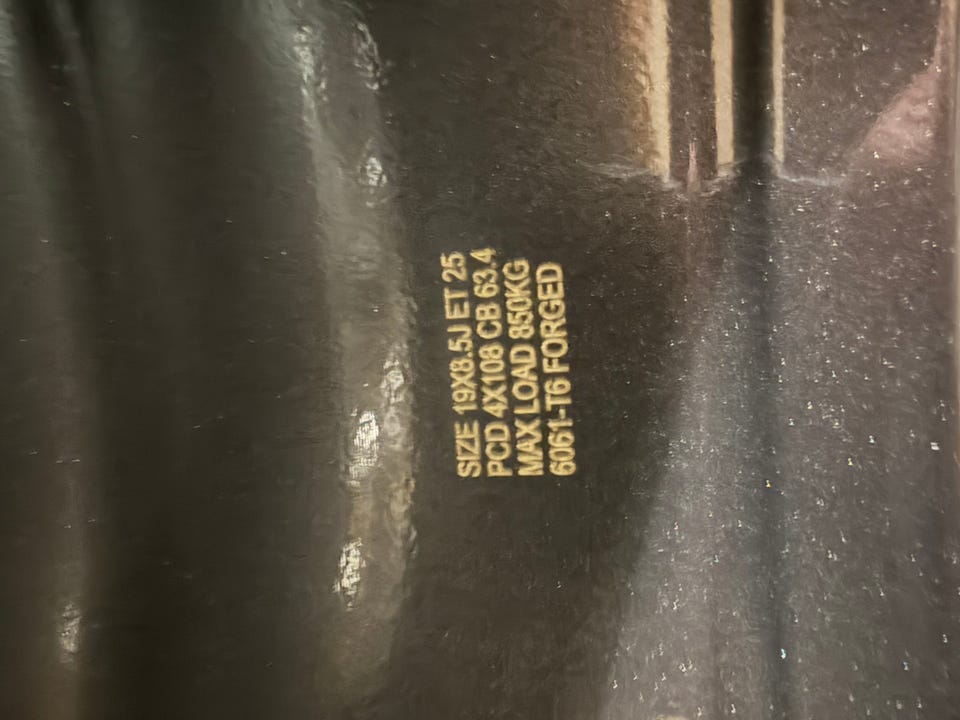 SIZE 19X8.5J ET 25
PCD 4X108 CB 63.4
MAX LOAD 850KG
6061-T6 FORGED